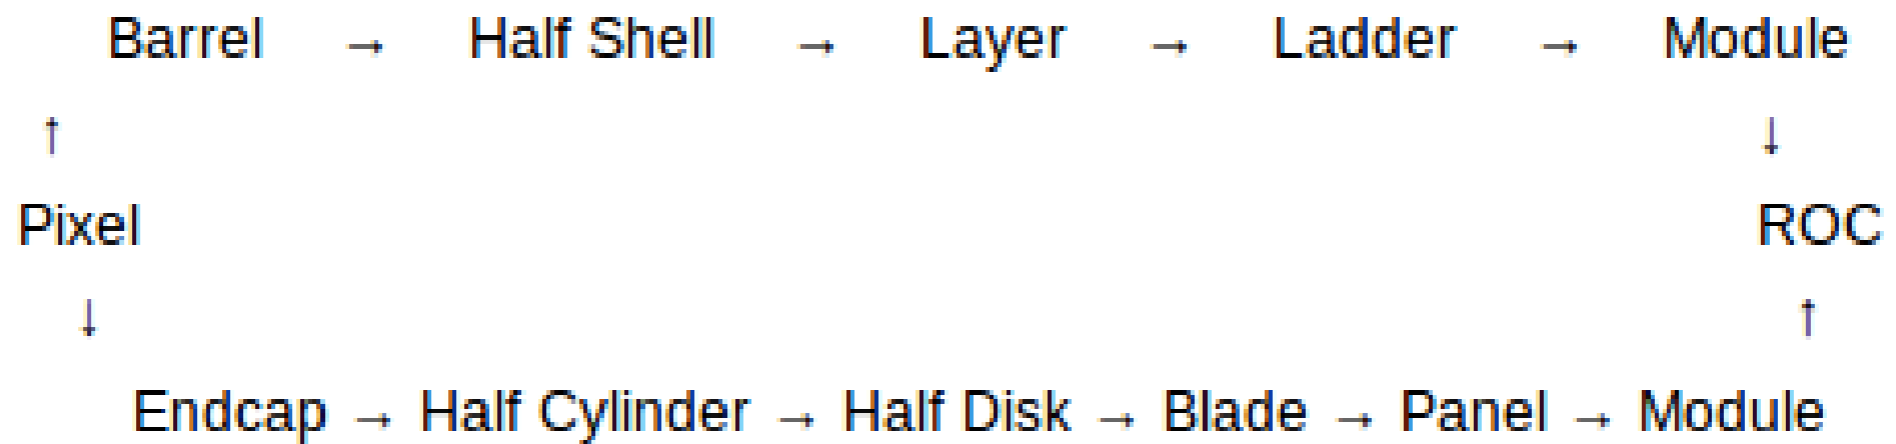 Barrel → Half Shell → Layer → Ladder → Module
↑ ↓
Pixel ROC
↓ ↑
Endcap → Half Cylinder → Half Disk → Blade → Panel → Module